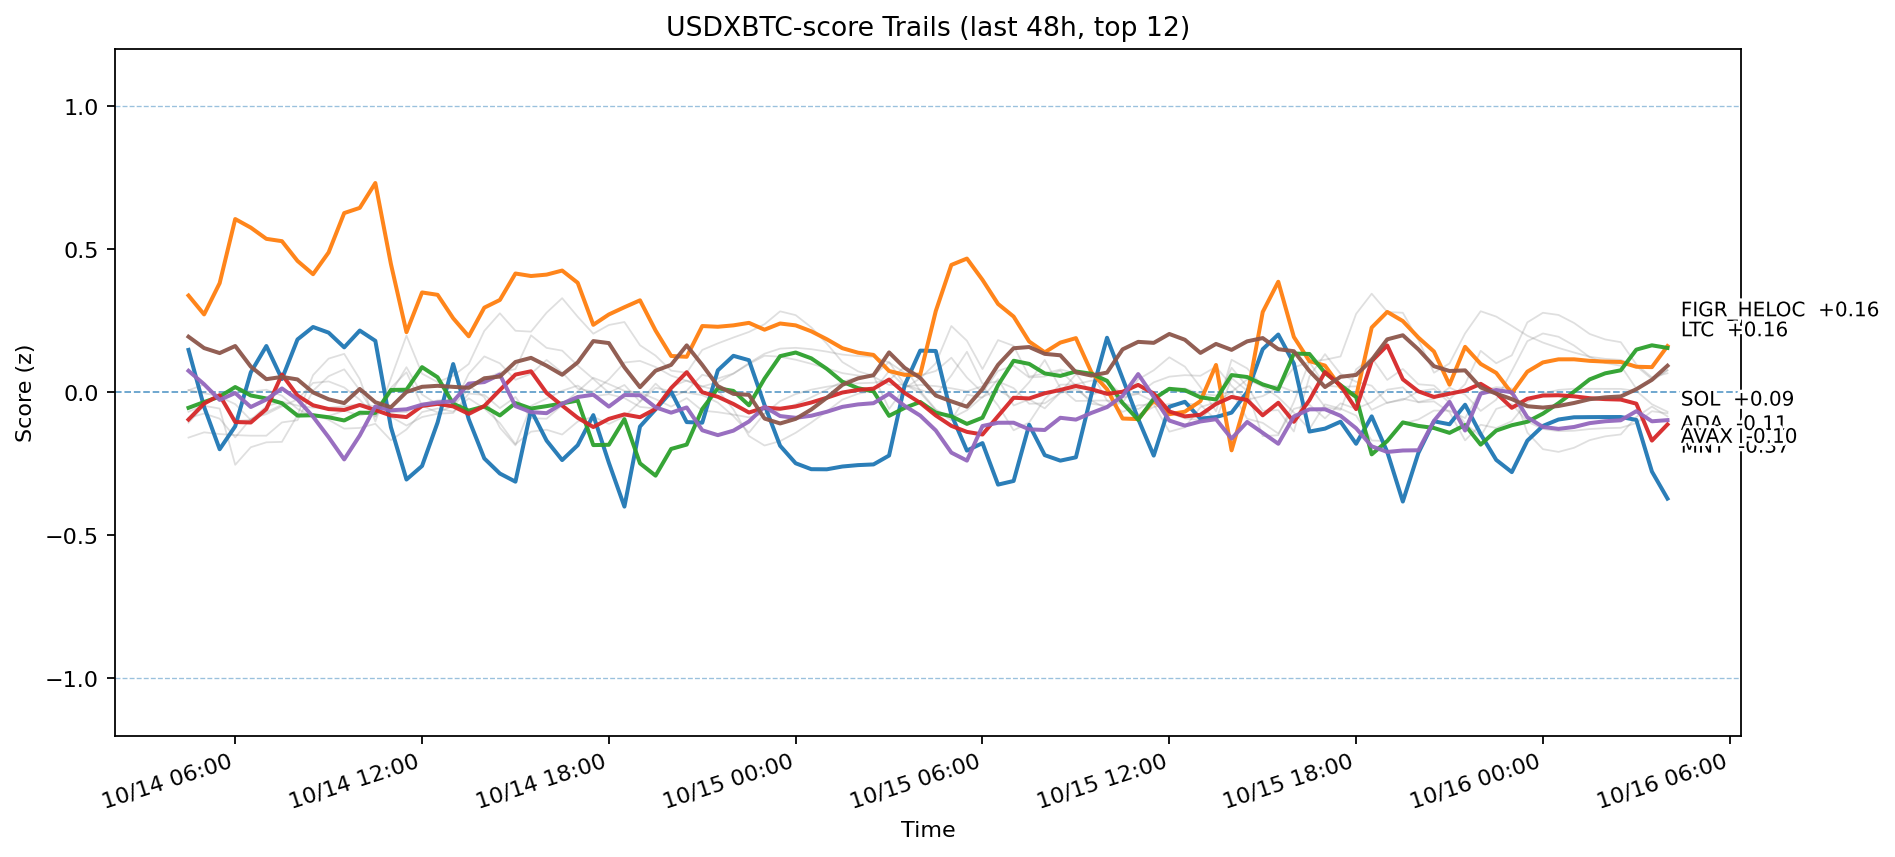 USDXBTC-score Trails (last 48h, top 12)
Score (z)
1.0
0.5
0.0
−0.5
−1.0
FIGR_HELOC +0.16
LTC +0.16
SOL +0.09
ADA -0.11
AVAX -0.10
MNT -0.37
10/14 06:00
10/14 12:00
10/14 18:00
10/15 00:00
10/15 06:00
10/15 12:00
10/15 18:00
10/16 00:00
10/16 06:00
Time